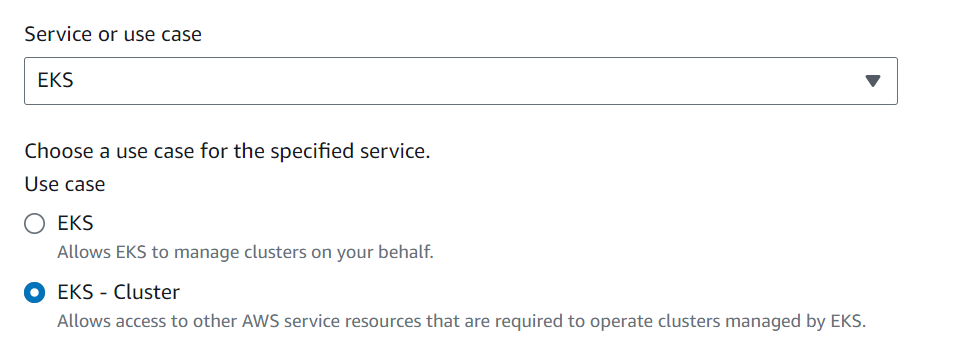 Service or use case
EKS
Choose a use case for the specified service.
Use case
EKS
Allows EKS to manage clusters on your behalf.
EKS - Cluster
Allows access to other AWS service resources that are required to operate clusters managed by EKS.